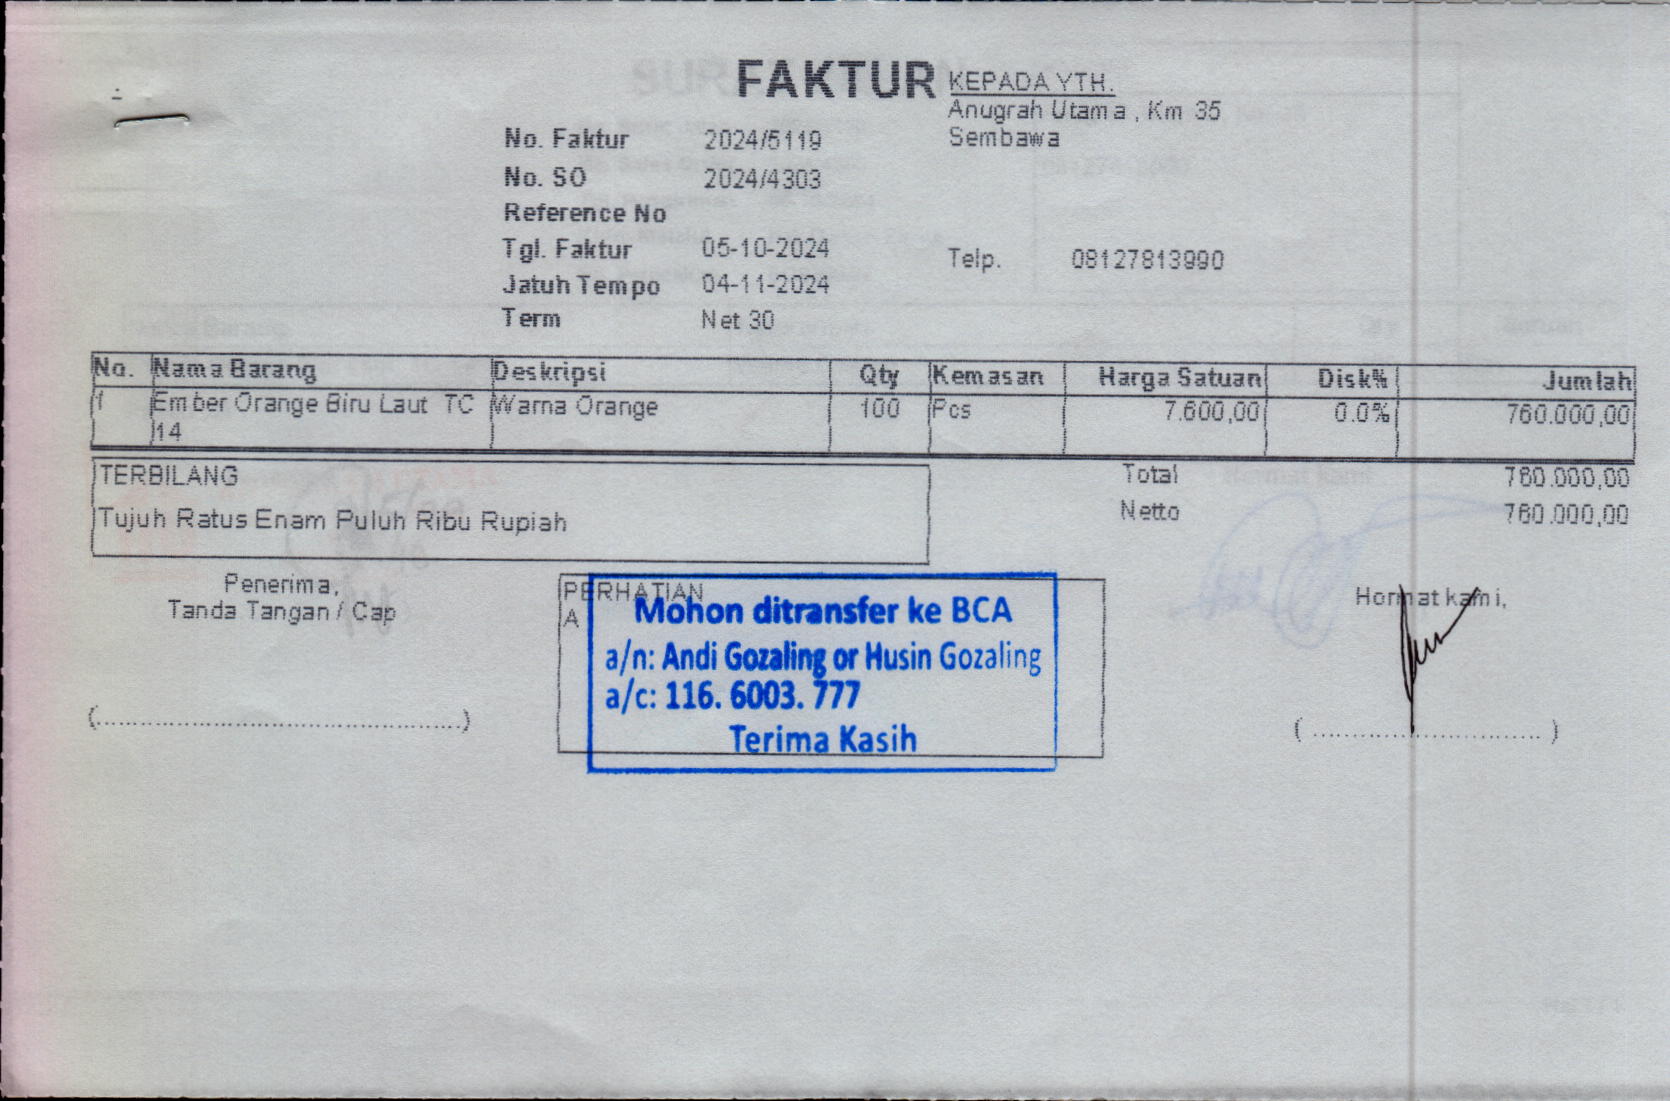 FAKTUR
KEPADA YTH.
Anugrah Utama , Km 35
Sembawa
No. Faktur 2024/5119
No. SO 2024/4303
Reference No
Tgl. Faktur 05-10-2024
Telp. 08127813990
Jatuh Tempo 04-11-2024
Term Net 30
No. Nama Barang Deskripsi Qty Kemasan Harga Satuan Disk% Jumlah
1 Ember Orange Biru Laut TC Warna Orange 100 Pcs 7.600,00 0.0% 760.000,00
14
TERBILANG Total 760.000,00
Tujuh Ratus Enam Puluh Ribu Rupiah Netto 760.000,00
Penerima,
Tanda Tangan / Cap
PERHATIAN
A
Mohon ditransfer ke BCA
a/n: Andi Gozaling or Husin Gozaling
a/c: 116. 6003. 777
Terima Kasih
Hormat kami,
(..........................................)
( .............................. )